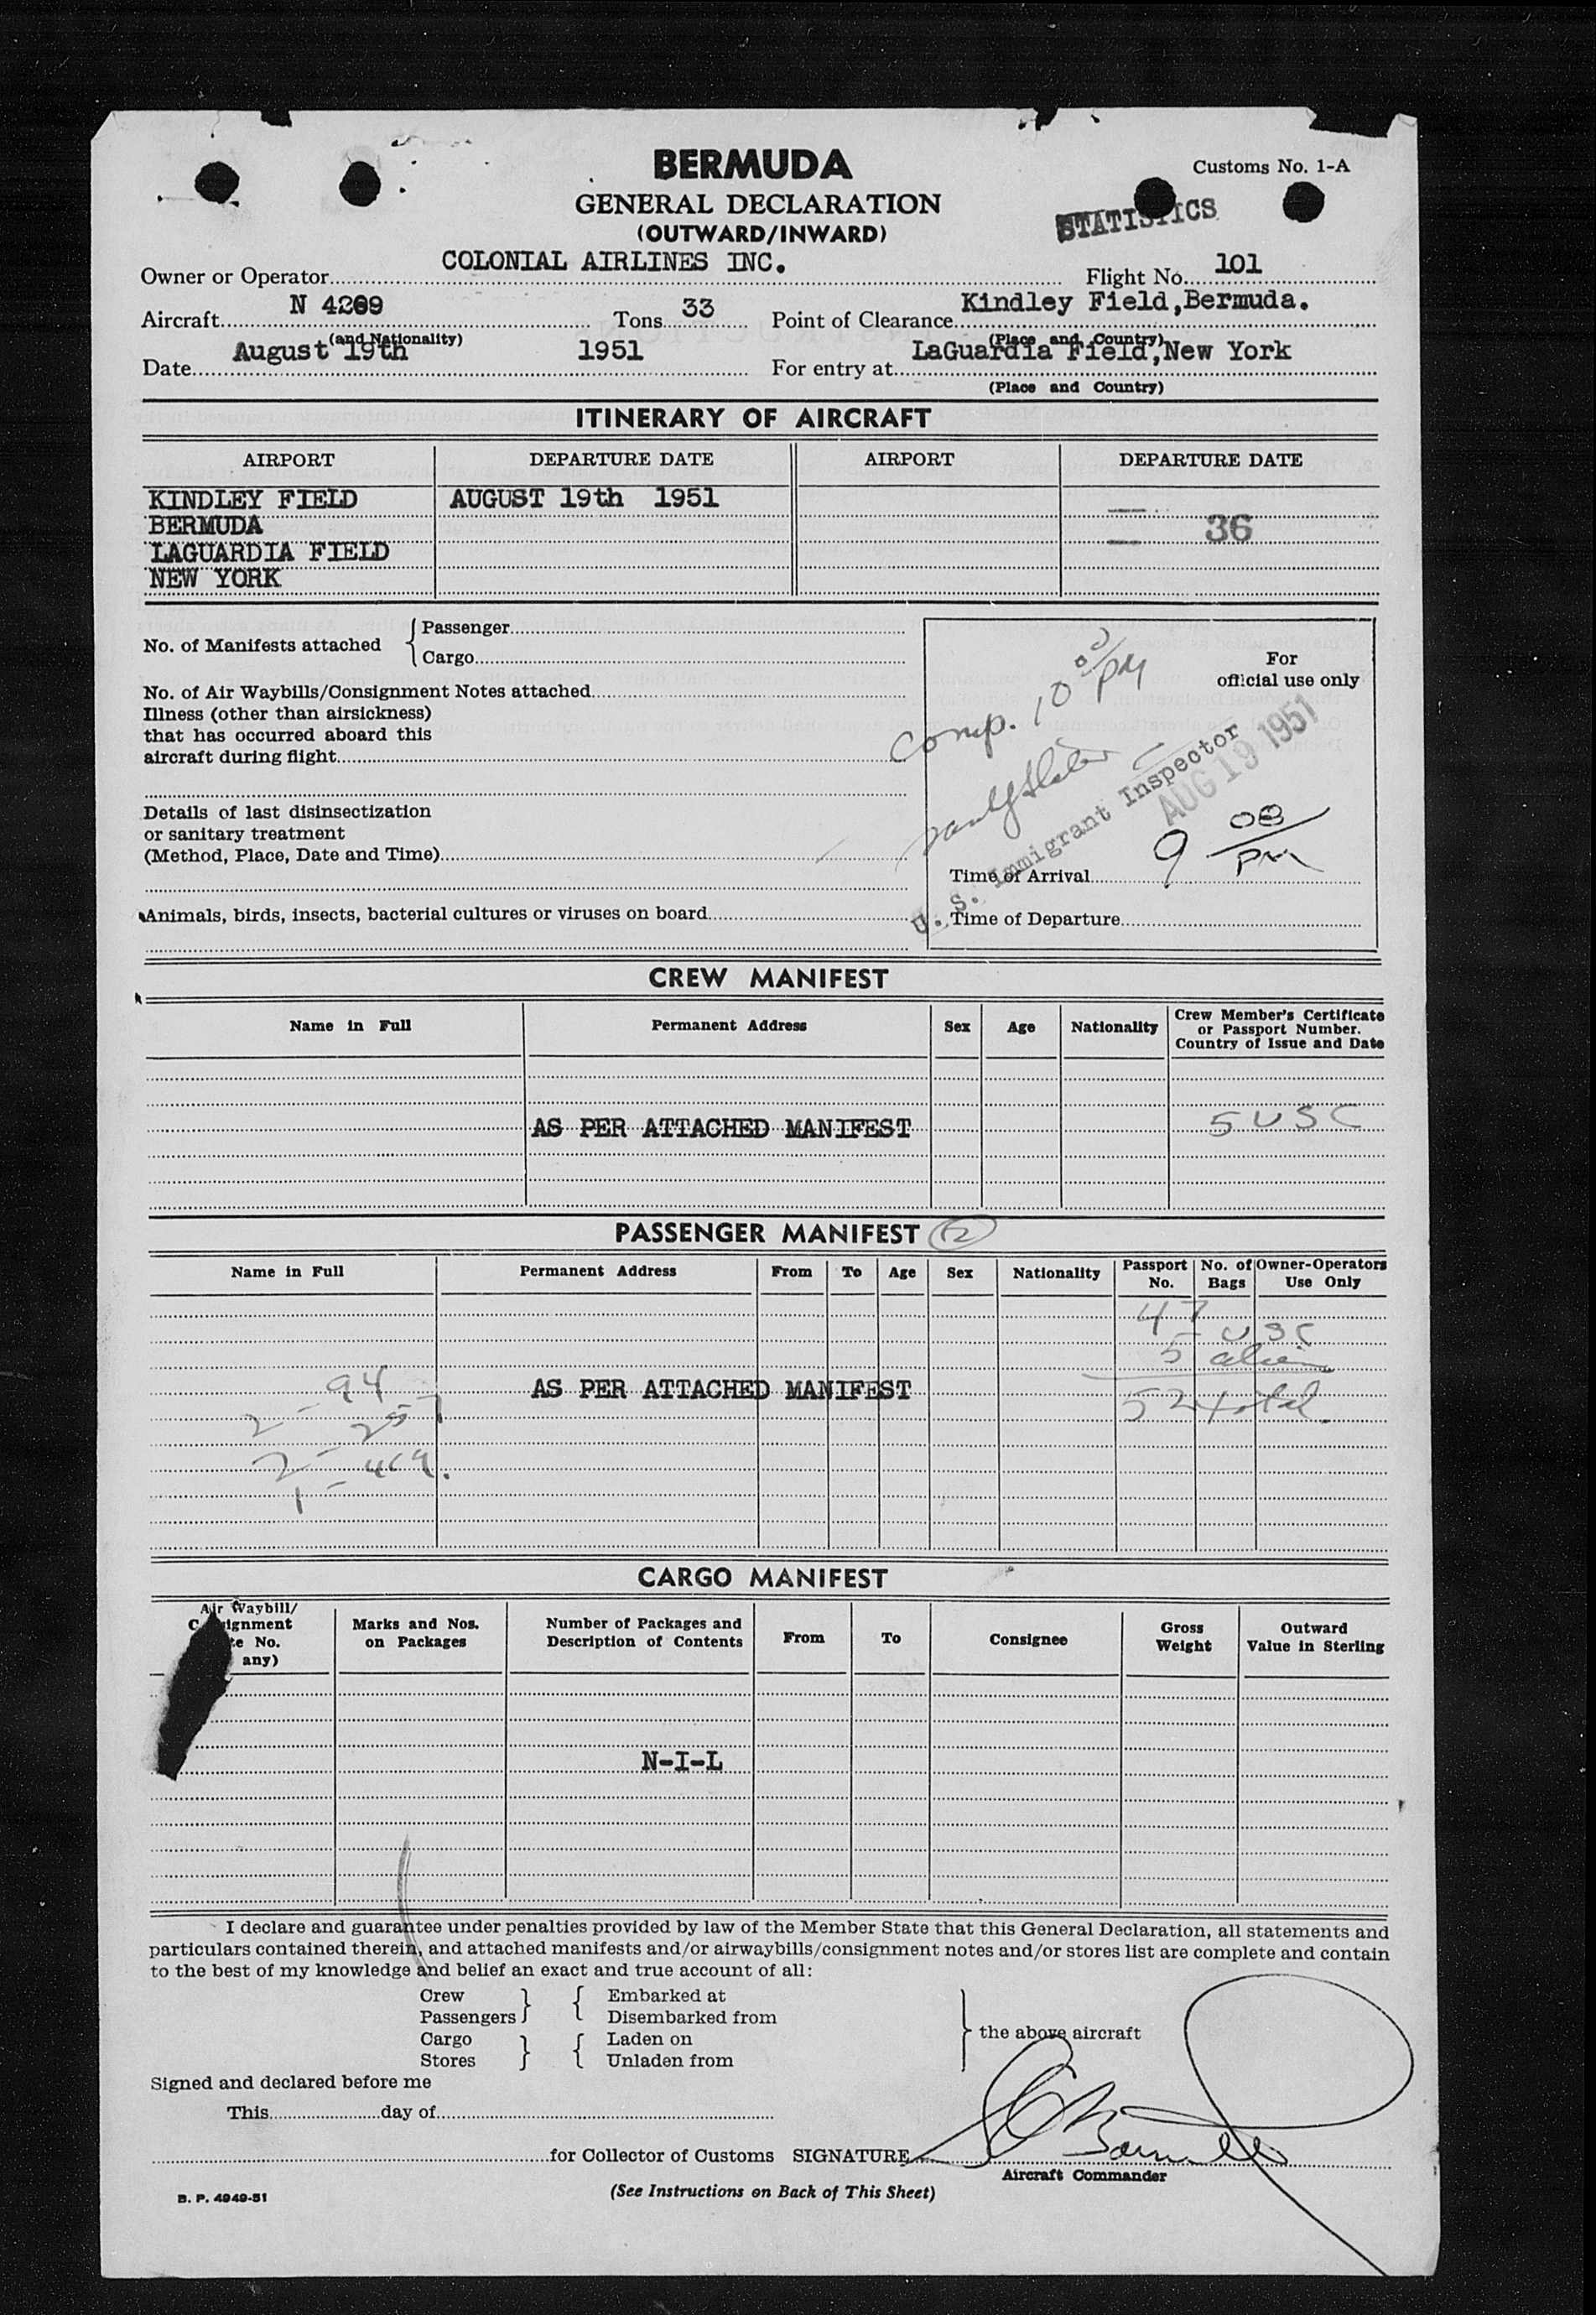 BERMUDA
Customs No. 1-A
GENERAL DECLARATION
(OUTWARD/INWARD)
STATISTICS
Owner or Operator COLONIAL AIRLINES INC. Flight No. 101
Aircraft N 4209 Tons 33 Point of Clearance Kindley Field, Bermuda.
(and Nationality) (Place and Country)
Date August 19th 1951 For entry at LaGuardia Field, New York
(Place and Country)
ITINERARY OF AIRCRAFT
AIRPORT DEPARTURE DATE AIRPORT DEPARTURE DATE
KINDLEY FIELD AUGUST 19th 1951
BERMUDA 36
LAGUARDIA FIELD
NEW YORK
No. of Manifests attached { Passenger
Cargo
For
official use only
Comp. 10 00/PM
No. of Air Waybills/Consignment Notes attached
Illness (other than airsickness)
that has occurred aboard this
aircraft during flight
U. S. Immigrant Inspector
AUG 19 1951
Details of last disinsectization
or sanitary treatment
(Method, Place, Date and Time)
Time of Arrival 9 08/PM
Animals, birds, insects, bacterial cultures or viruses on board
Time of Departure
CREW MANIFEST
Name in Full Permanent Address Sex Age Nationality Crew Member's Certificate
or Passport Number.
Country of Issue and Date
AS PER ATTACHED MANIFEST 5 USC
PASSENGER MANIFEST
Name in Full Permanent Address From To Age Sex Nationality Passport No. No. of Bags Owner-Operators Use Only
47 USC
5 alien
AS PER ATTACHED MANIFEST
52 total.
2 - 94
2 - 257
1 - 419.
CARGO MANIFEST
Air Waybill/
ignment
No.
any)
Marks and Nos.
on Packages
Number of Packages and
Description of Contents
From To Consignee
Gross
Weight
Outward
Value in Sterling
N-I-L
I declare and guarantee under penalties provided by law of the Member State that this General Declaration, all statements and
particulars contained therein, and attached manifests and/or airwaybills/consignment notes and/or stores list are complete and contain
to the best of my knowledge and belief an exact and true account of all:
Crew } { Embarked at
Passengers Disembarked from
Cargo } { Laden on } the above aircraft
Stores Unladen from
Signed and declared before me
This day of
for Collector of Customs SIGNATURE
Aircraft Commander
B. P. 4949-51
(See Instructions on Back of This Sheet)